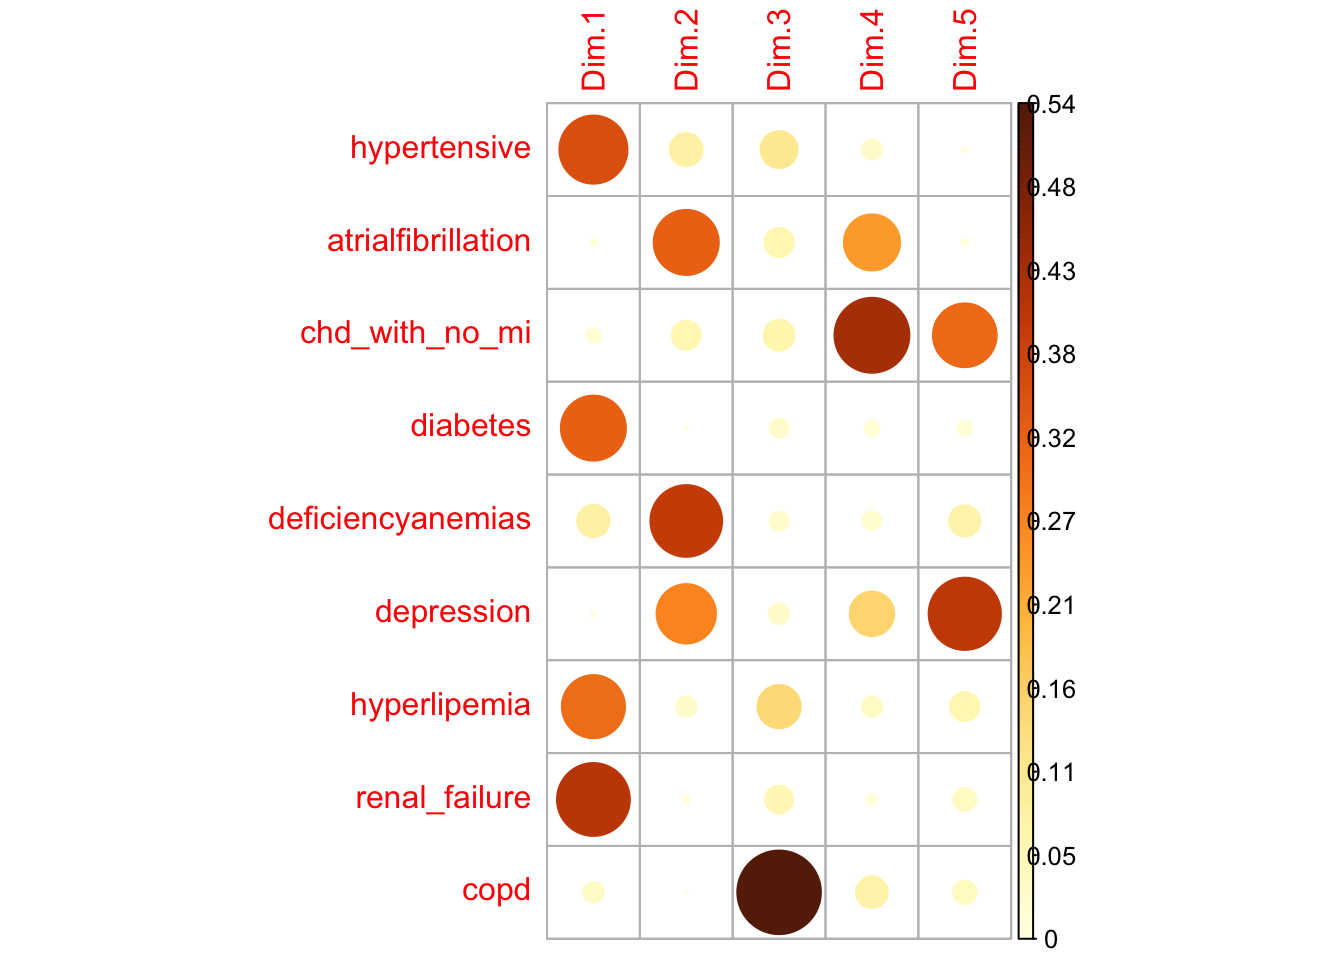 Dim.1 Dim.2 Dim.3 Dim.4 Dim.5
hypertensive
atrialfibrillation
chd_with_no_mi
diabetes
deficiencyanemias
depression
hyperlipemia
renal_failure
copd
0.54
0.48
0.43
0.38
0.32
0.27
0.21
0.16
0.11
0.05
0